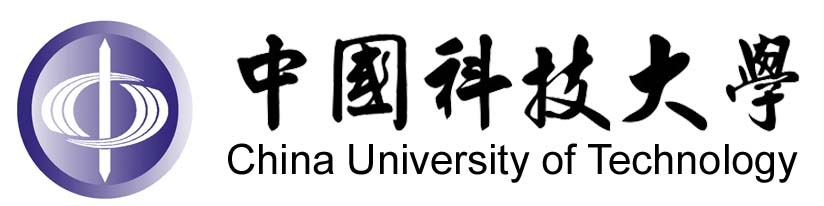 中國科技大學
China University of Technology